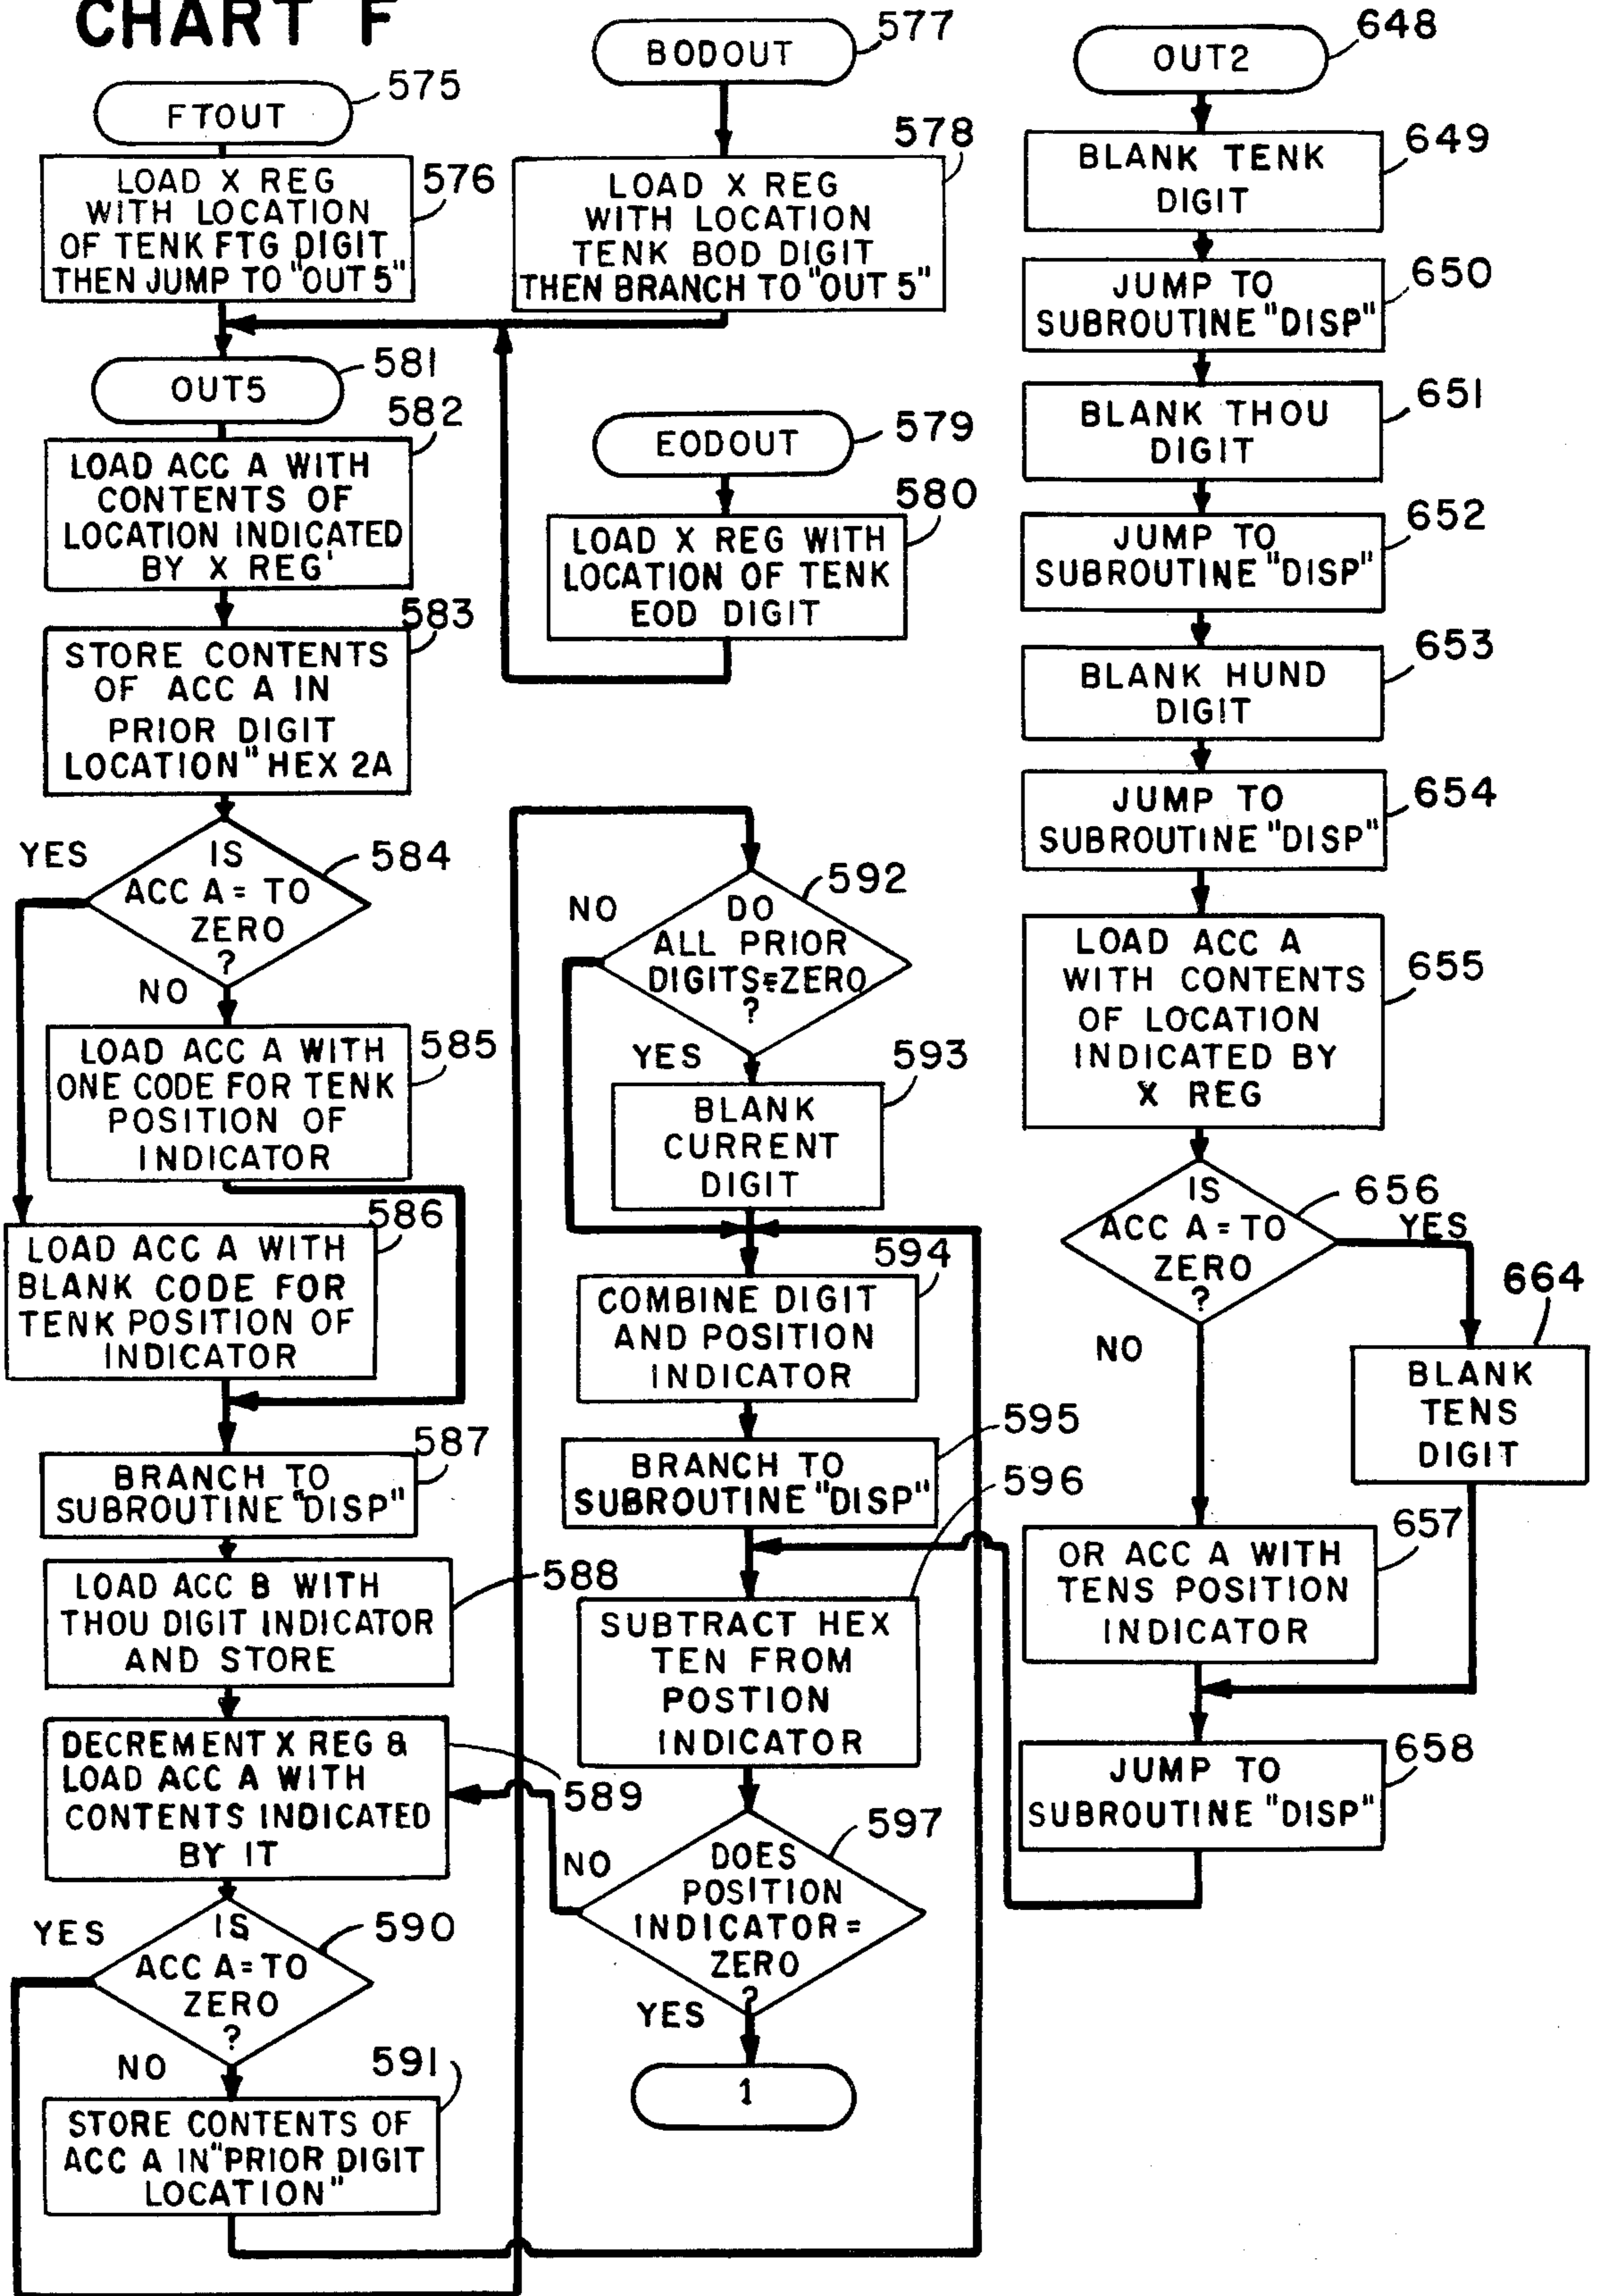 CHART F
FTOUT
575
LOAD X REG
WITH LOCATION
OF TENK FTG DIGIT
THEN JUMP TO "OUT 5"
576
BODOUT
577
LOAD X REG
WITH LOCATION
TENK BOD DIGIT
THEN BRANCH TO "OUT 5"
578
OUT5
581
LOAD ACC A WITH
CONTENTS OF
LOCATION INDICATED
BY X REG'
582
STORE CONTENTS
OF ACC A IN
PRIOR DIGIT
LOCATION" HEX 2A
583
EODOUT
579
LOAD X REG WITH
LOCATION OF TENK
EOD DIGIT
580
IS
ACC A = TO
ZERO
?
584
YES
NO
LOAD ACC A WITH
ONE CODE FOR TENK
POSITION OF
INDICATOR
585
LOAD ACC A WITH
BLANK CODE FOR
TENK POSITION OF
INDICATOR
586
BRANCH TO
SUBROUTINE "DISP"
587
LOAD ACC B WITH
THOU DIGIT INDICATOR
AND STORE
588
DECREMENT X REG &
LOAD ACC A WITH
CONTENTS INDICATED
BY IT
589
IS
ACC A = TO
ZERO
?
590
YES
NO
STORE CONTENTS OF
ACC A IN "PRIOR DIGIT
LOCATION"
591
DO
ALL PRIOR
DIGITS=ZERO
?
592
NO
YES
BLANK
CURRENT
DIGIT
593
COMBINE DIGIT
AND POSITION
INDICATOR
594
BRANCH TO
SUBROUTINE "DISP"
595
SUBTRACT HEX
TEN FROM
POSTION
INDICATOR
596
DOES
POSITION
INDICATOR =
ZERO
?
597
NO
YES
1
OUT2
648
BLANK TENK
DIGIT
649
JUMP TO
SUBROUTINE "DISP"
650
BLANK THOU
DIGIT
651
JUMP TO
SUBROUTINE "DISP"
652
BLANK HUND
DIGIT
653
JUMP TO
SUBROUTINE "DISP"
654
LOAD ACC A
WITH CONTENTS
OF LOCATION
INDICATED BY
X REG
655
IS
ACC A = TO
ZERO
?
656
YES
NO
BLANK
TENS
DIGIT
664
OR ACC A WITH
TENS POSITION
INDICATOR
657
JUMP TO
SUBROUTINE "DISP"
658